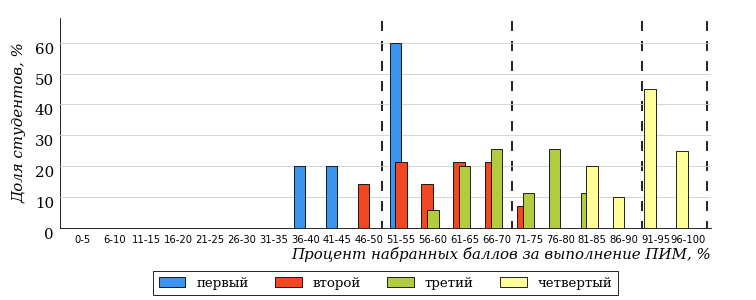 Доля студентов, %
60
50
40
30
20
10
0
0-5 6-10 11-15 16-20 21-25 26-30 31-35 36-40 41-45 46-50 51-55 56-60 61-65 66-70 71-75 76-80 81-85 86-90 91-95 96-100
Процент набранных баллов за выполнение ПИМ, %
первый второй третий четвертый